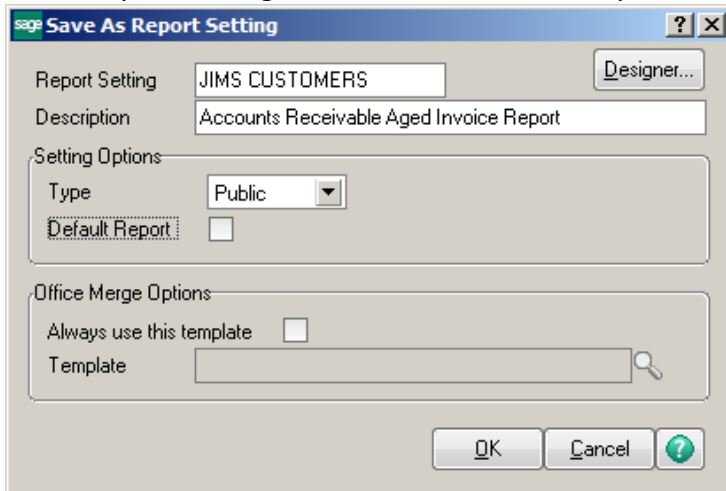 sage Save As Report Setting ? X
Report Setting JIMS CUSTOMERS Designer...
Description Accounts Receivable Aged Invoice Report
Setting Options
Type Public
Default Report
Office Merge Options
Always use this template
Template
OK Cancel ?